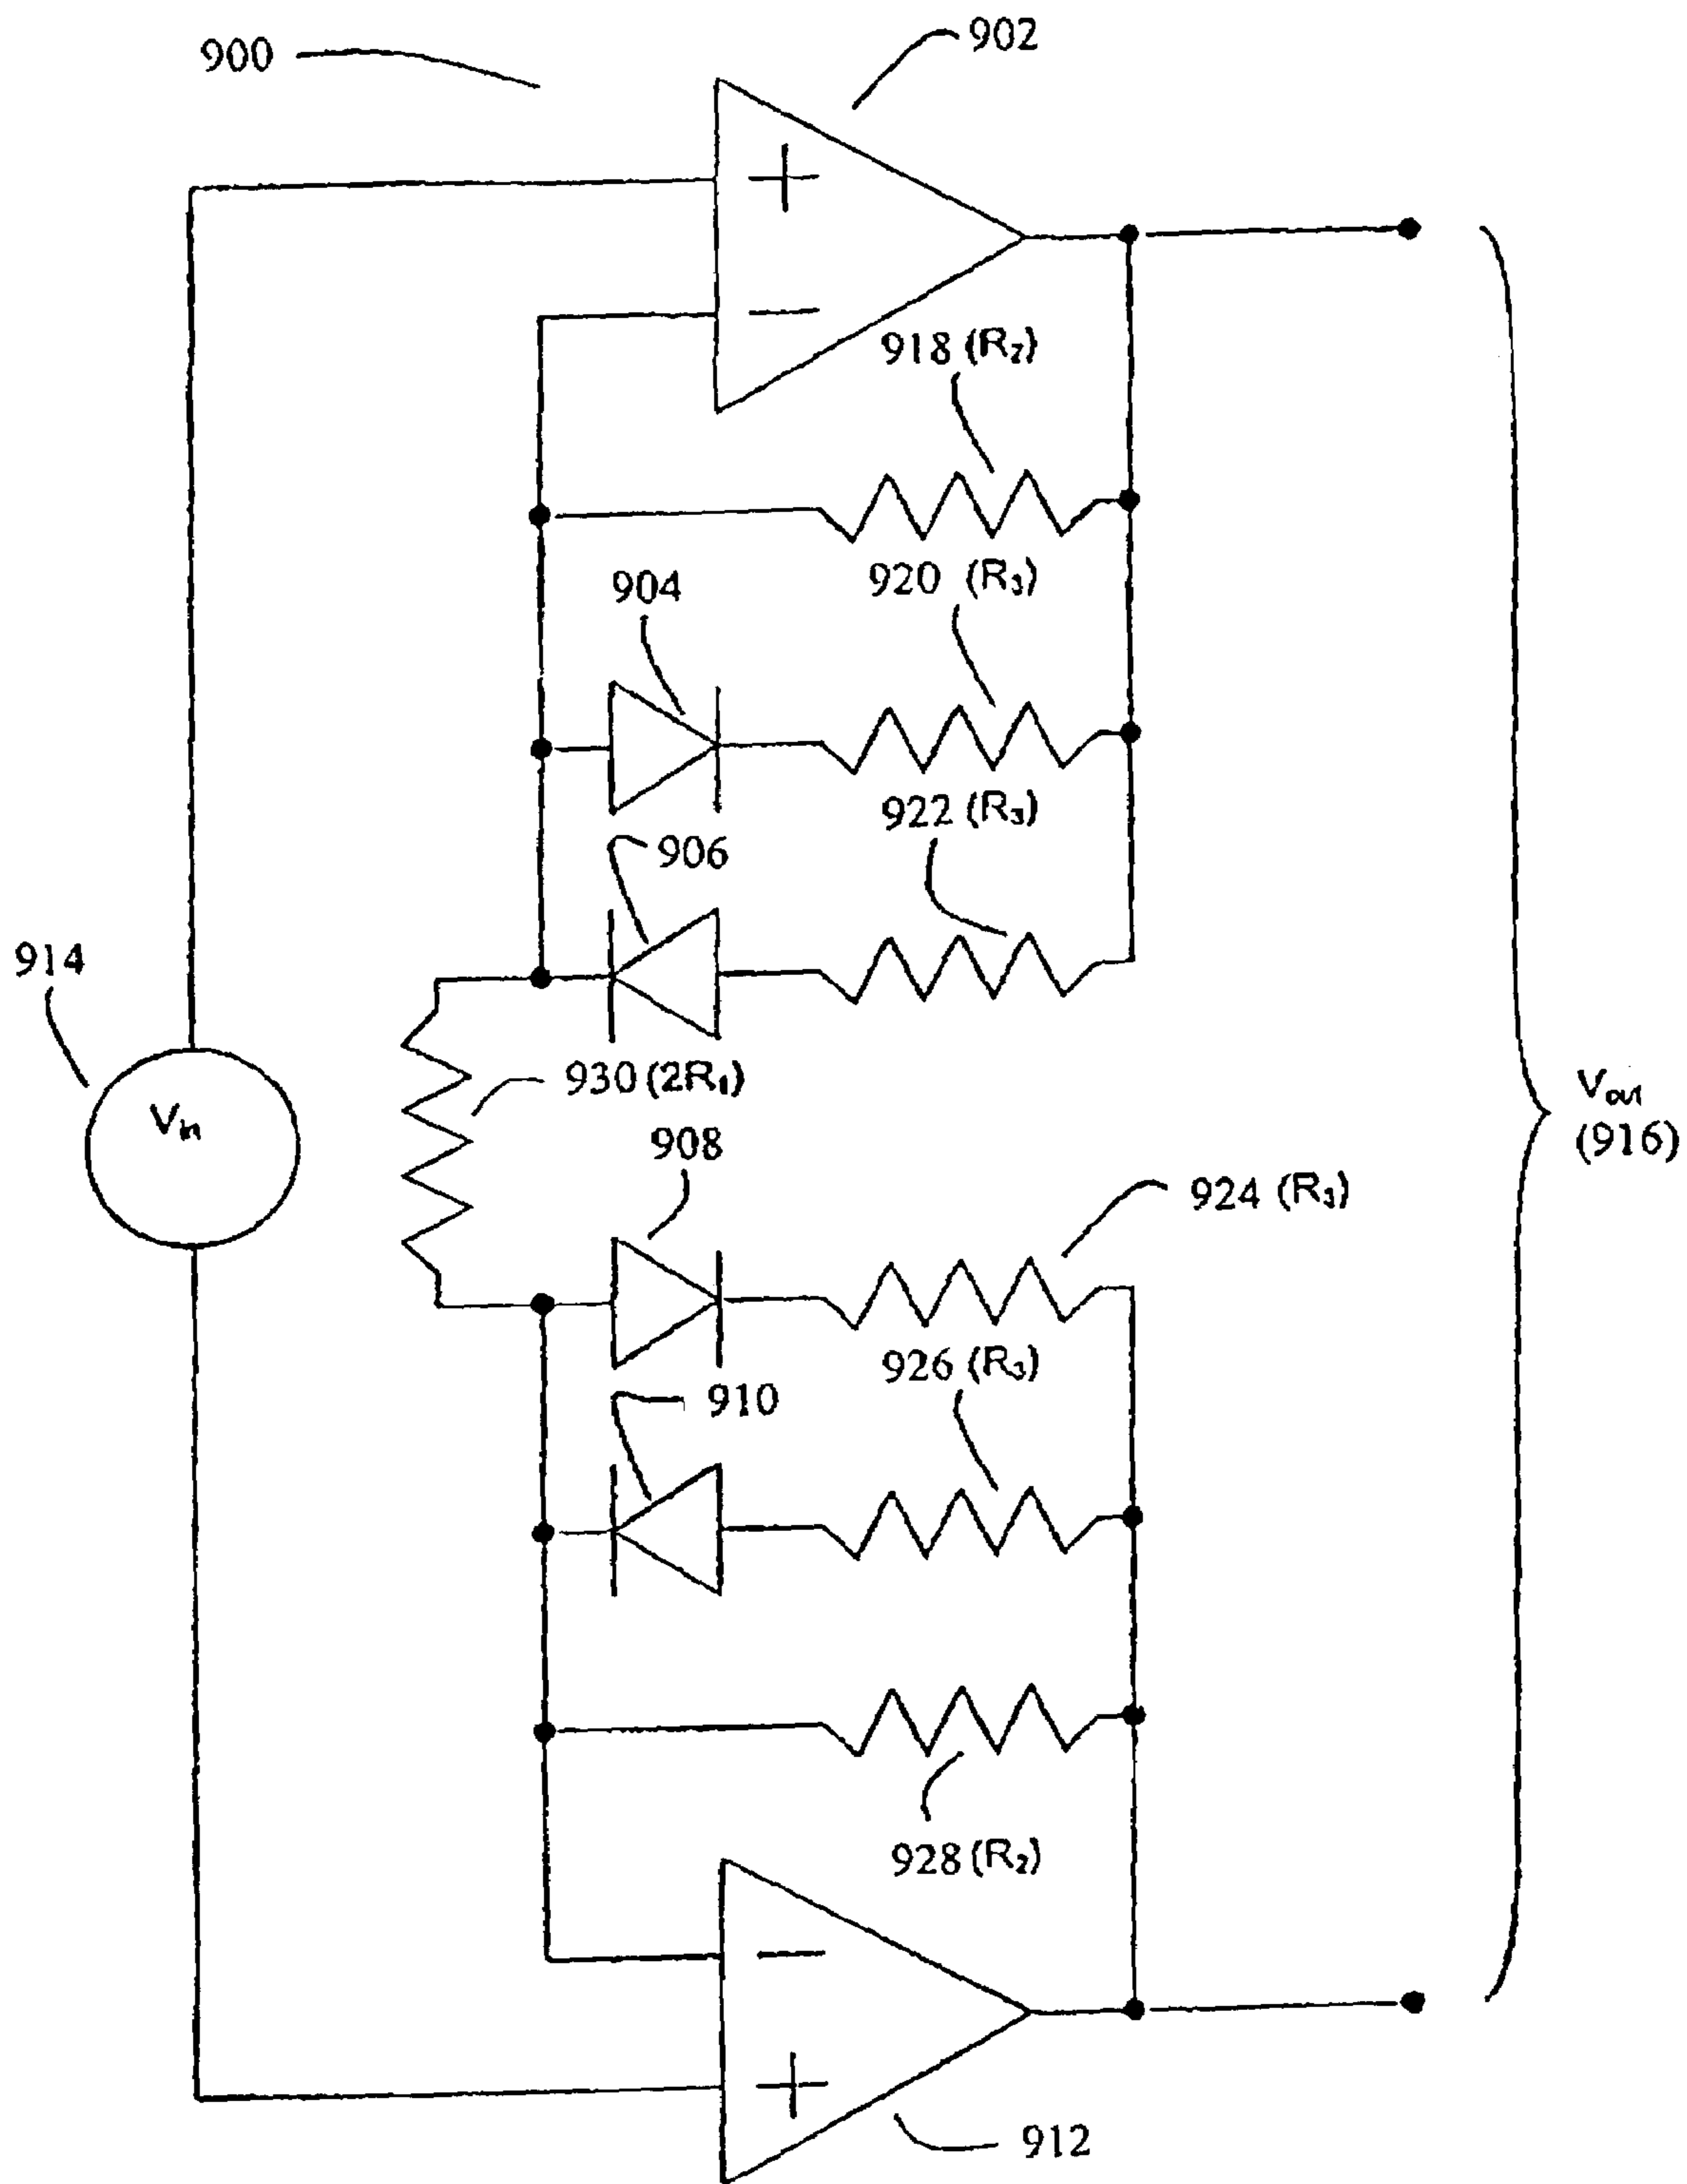 900
902
+
−
918 (R₂)
920 (R₃)
904
922 (R₃)
906
914
930 (2R₁)
Vin
908
Vout
(916)
924 (R₃)
926 (R₃)
910
928 (R₂)
−
+
912